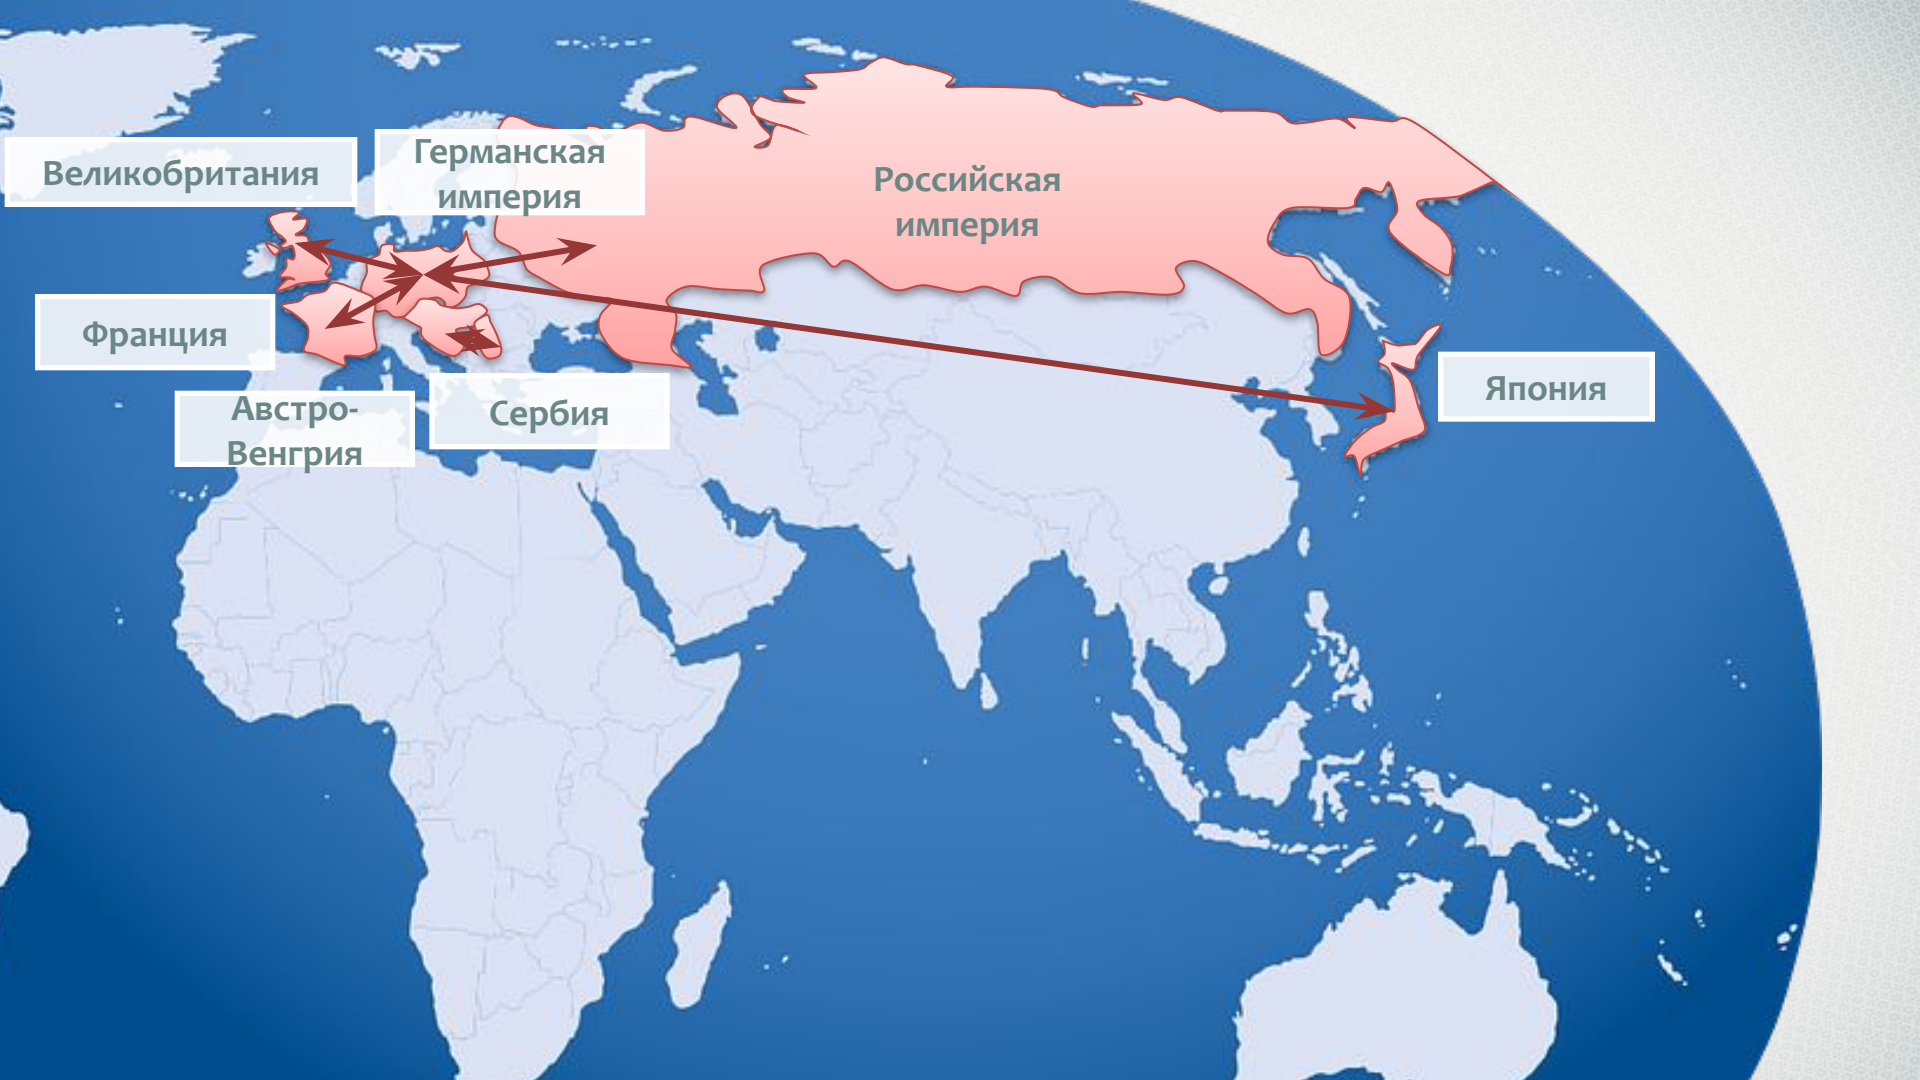 Великобритания
Германская
империя
Российская
империя
Франция
Австро-
Венгрия
Сербия
Япония